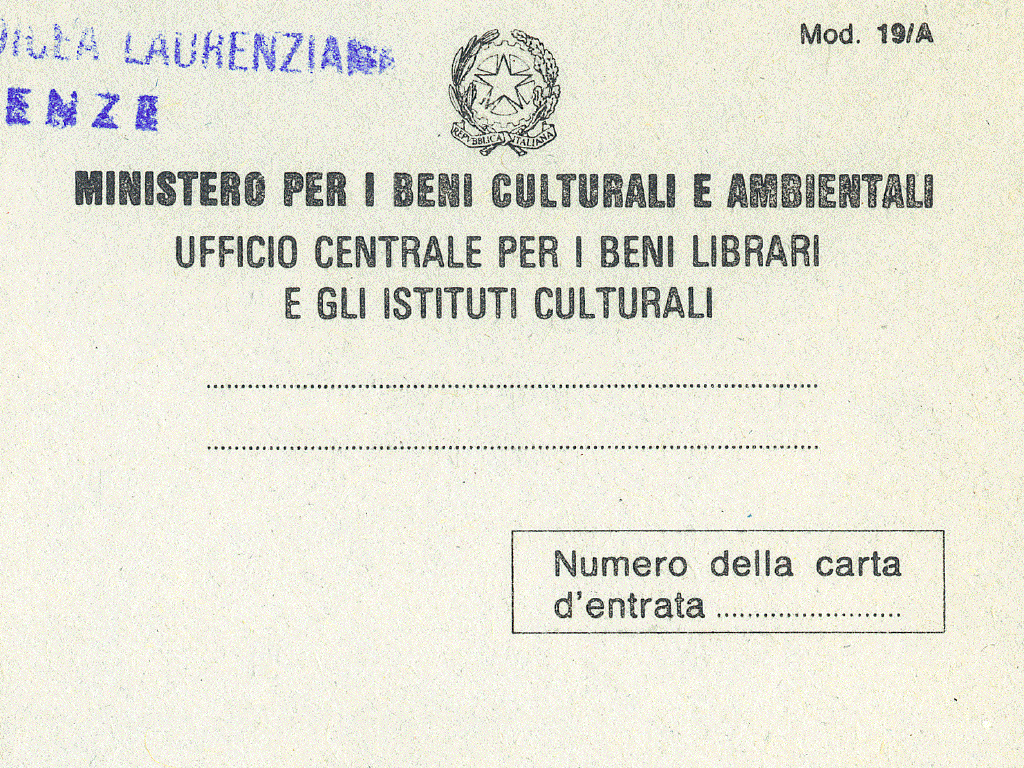 LAURENZIANA
Mod. 19/A
REPVBBLICA ITALIANA
MINISTERO PER I BENI CULTURALI E AMBIENTALI
UFFICIO CENTRALE PER I BENI LIBRARI
E GLI ISTITUTI CULTURALI
Numero della carta
d'entrata